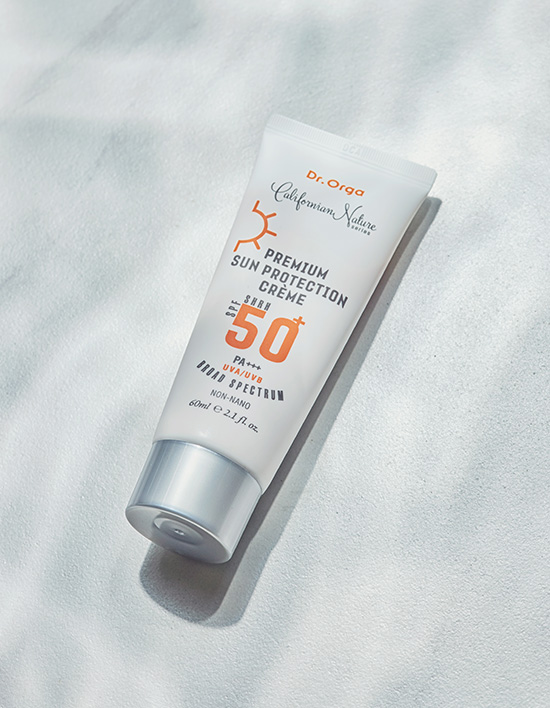 Dr. Orga
Californian Nature
series
PREMIUM
SUN PROTECTION
CRÈME
SPF
50+
PA+++
UVA/UVB
BROAD SPECTRUM
NON-NANO
60ml ℮ 2.1 fl. oz.